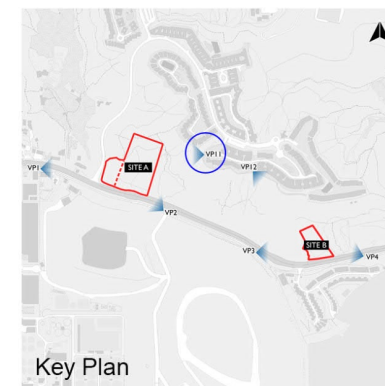 VP11
VP12
VP1
SITE A
VP2
SITE B
VP3
VP4
Key Plan